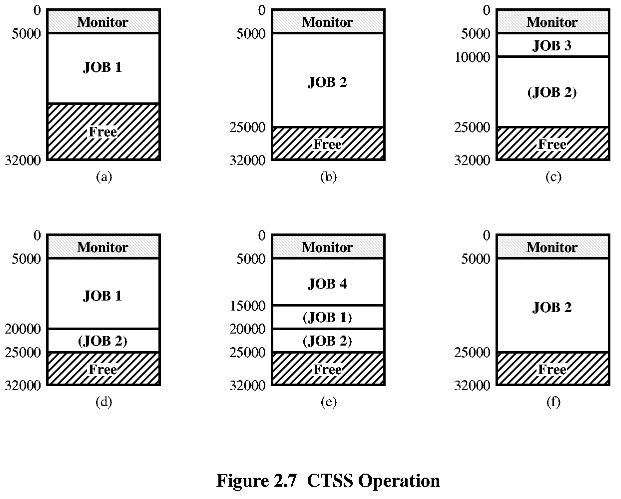 0
Monitor
5000
JOB 1
Free
32000
(a)
0
Monitor
5000
JOB 2
25000
Free
32000
(b)
0
Monitor
5000
JOB 3
10000
(JOB 2)
25000
Free
32000
(c)
0
Monitor
5000
JOB 1
20000
(JOB 2)
25000
Free
32000
(d)
0
Monitor
5000
JOB 4
15000
(JOB 1)
20000
(JOB 2)
25000
Free
32000
(e)
0
Monitor
5000
JOB 2
25000
Free
32000
(f)
Figure 2.7 CTSS Operation